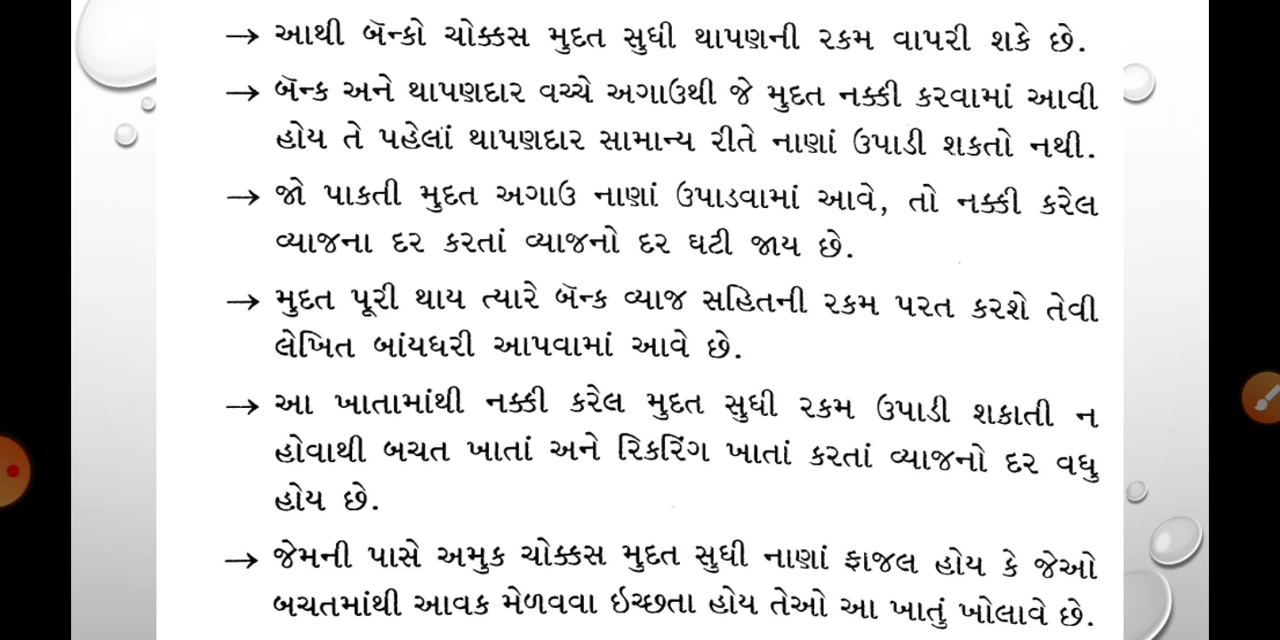 → આથી બૅન્કો ચોક્કસ મુદત સુધી થાપણની રકમ વાપરી શકે છે.
→ બૅન્ક અને થાપણદાર વચ્ચે અગાઉથી જે મુદત નક્કી કરવામાં આવી
હોય તે પહેલાં થાપણદાર સામાન્ય રીતે નાણાં ઉપાડી શકતો નથી.
→ જો પાકતી મુદત અગાઉ નાણાં ઉપાડવામાં આવે, તો નક્કી કરેલ
વ્યાજના દર કરતાં વ્યાજનો દર ઘટી જાય છે.
→ મુદત પૂરી થાય ત્યારે બૅન્ક વ્યાજ સહિતની રકમ પરત કરશે તેવી
લેખિત બાંયધરી આપવામાં આવે છે.
→ આ ખાતામાંથી નક્કી કરેલ મુદત સુધી રકમ ઉપાડી શકાતી ન
હોવાથી બચત ખાતાં અને રિકરિંગ ખાતાં કરતાં વ્યાજનો દર વધુ
હોય છે.
→ જેમની પાસે અમુક ચોક્કસ મુદત સુધી નાણાં ફાજલ હોય કે જેઓ
બચતમાંથી આવક મેળવવા ઇચ્છતા હોય તેઓ આ ખાતું ખોલાવે છે.